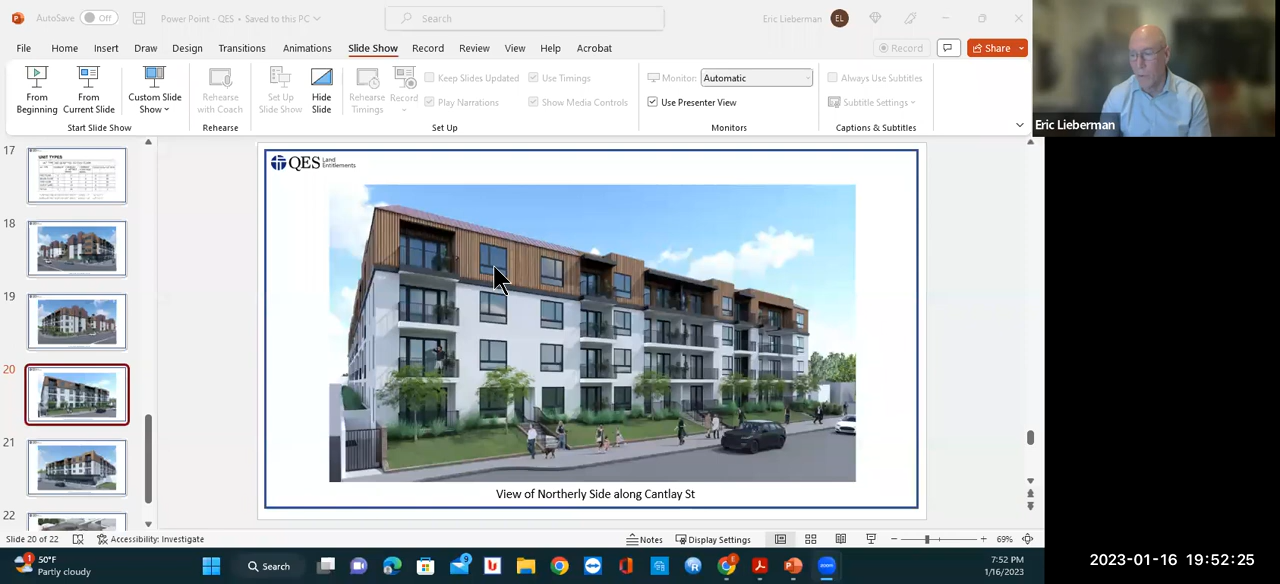 AutoSave Off Power Point - QES • Saved to this PC Search Eric Lieberman EL
File Home Insert Draw Design Transitions Animations Slide Show Record Review View Help Acrobat Record Share
From Beginning
From Current Slide
Custom Slide Show
Start Slide Show
Rehearse with Coach
Rehearse
Set Up Slide Show
Hide Slide
Rehearse Timings
Record
Keep Slides Updated
Play Narrations
Use Timings
Show Media Controls
Set Up
Monitor: Automatic
Use Presenter View
Monitors
Always Use Subtitles
Subtitle Settings
Captions & Subtitles
Eric Lieberman
17
UNIT TYPES
18
19
20
21
22
QES Land Entitlements
View of Northerly Side along Cantlay St
Slide 20 of 22 Accessibility: Investigate Notes Display Settings 69%
50°F
Partly cloudy
Search
7:52 PM
1/16/2023
2023-01-16 19:52:25